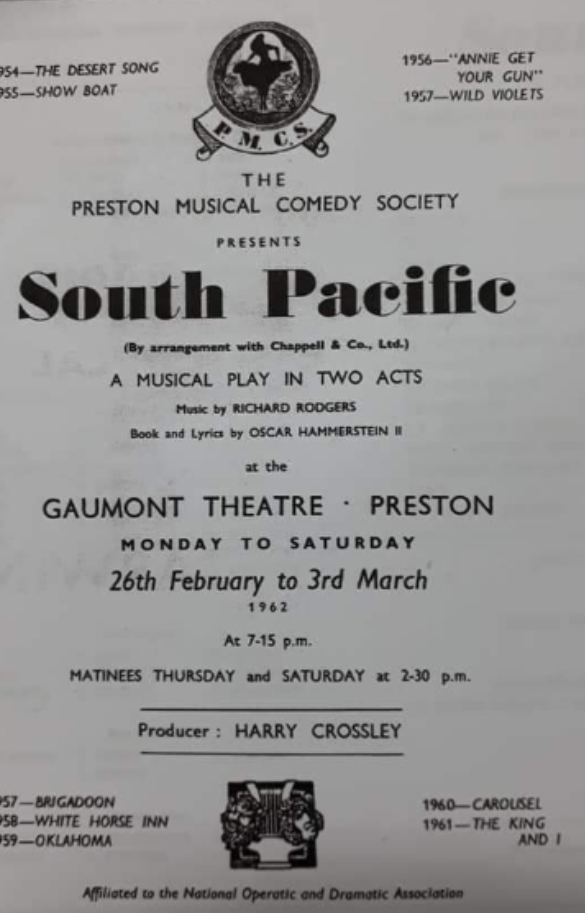 954—THE DESERT SONG
955—SHOW BOAT
1956—"ANNIE GET
YOUR GUN"
1957—WILD VIOLETS
P. M. C. S.
THE
PRESTON MUSICAL COMEDY SOCIETY
PRESENTS
South Pacific
(By arrangement with Chappell & Co., Ltd.)
A MUSICAL PLAY IN TWO ACTS
Music by RICHARD RODGERS
Book and Lyrics by OSCAR HAMMERSTEIN II
at the
GAUMONT THEATRE · PRESTON
MONDAY TO SATURDAY
26th February to 3rd March
1962
At 7-15 p.m.
MATINEES THURSDAY and SATURDAY at 2-30 p.m.
Producer : HARRY CROSSLEY
957—BRIGADOON
958—WHITE HORSE INN
959—OKLAHOMA
1960—CAROUSEL
1961—THE KING
AND I
Affiliated to the National Operatic and Dramatic Association